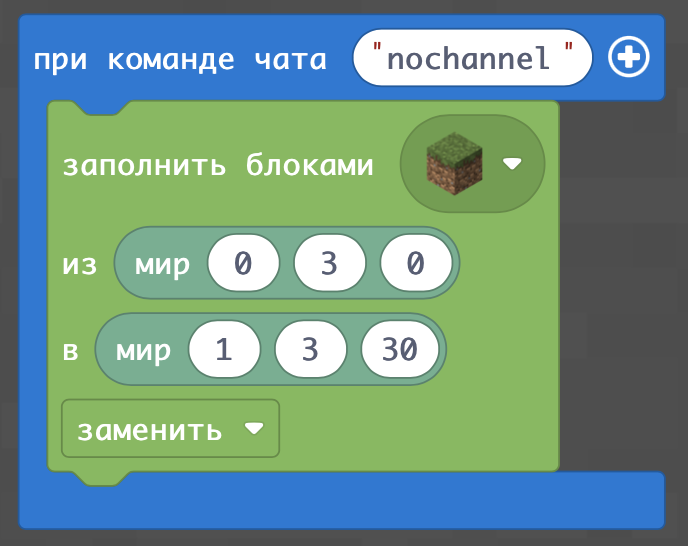 при команде чата "nochannel"
заполнить блоками
из мир 0 3 0
в мир 1 3 30
заменить